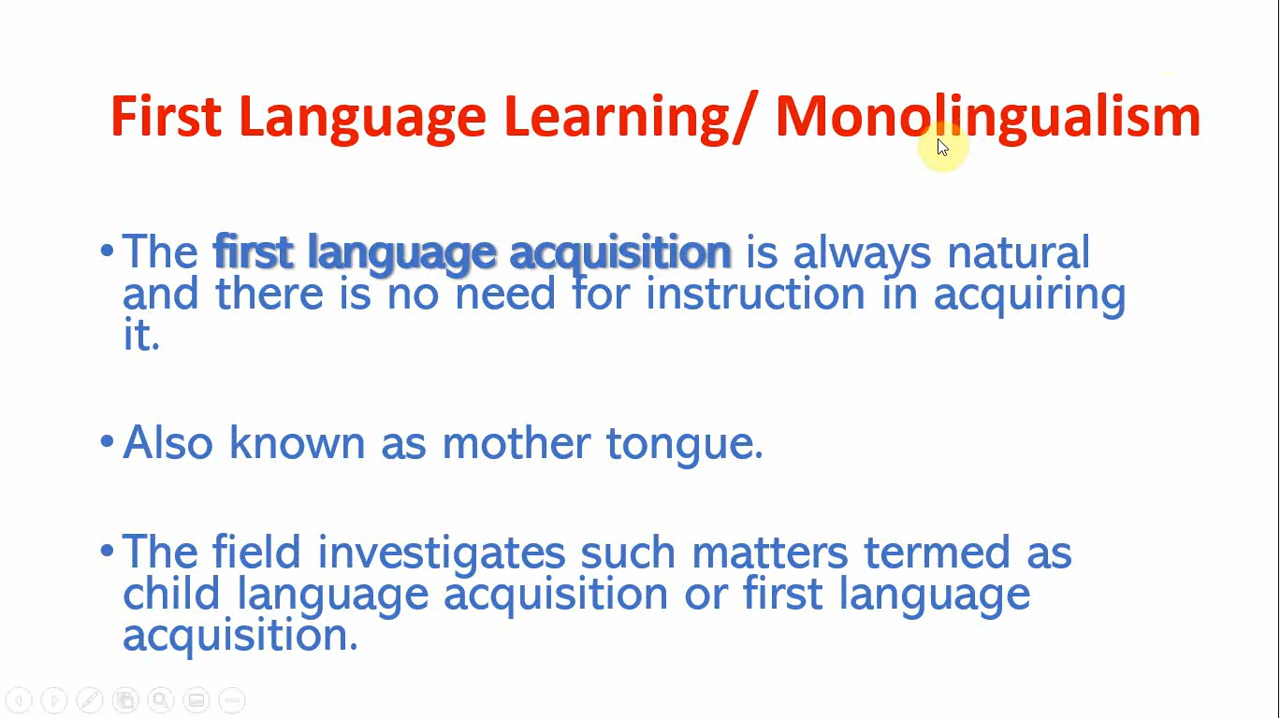 First Language Learning/ Monolingualism
• The first language acquisition is always natural
and there is no need for instruction in acquiring
it.
• Also known as mother tongue.
• The field investigates such matters termed as
child language acquisition or first language
acquisition.